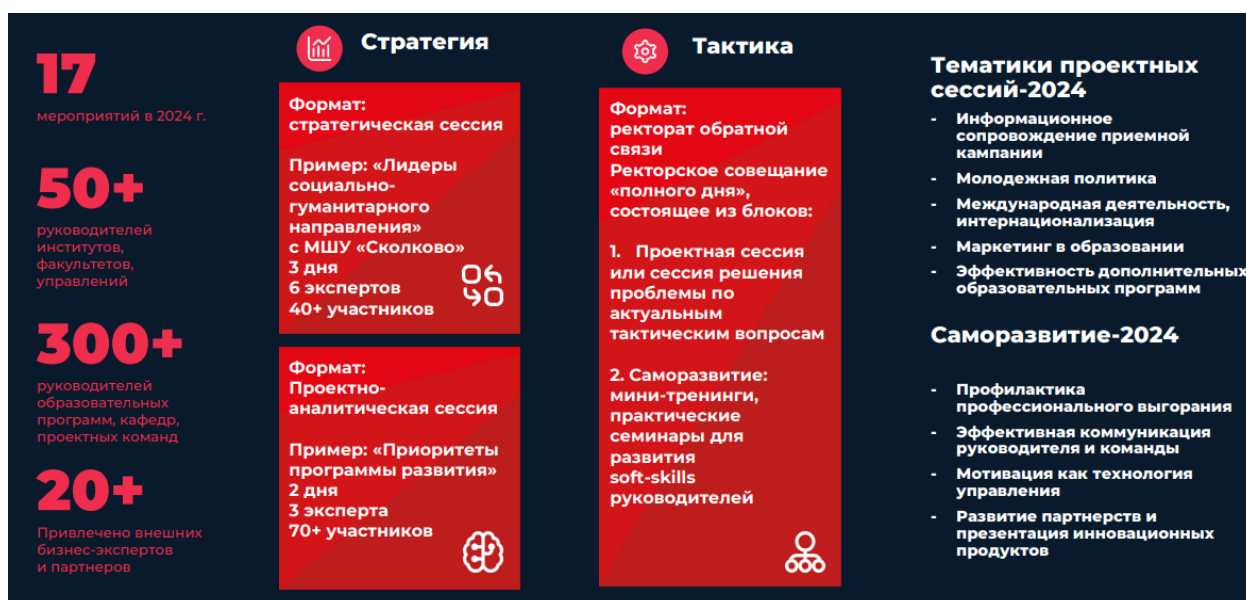 17
мероприятий в 2024 г.
50+
руководителей
институтов,
факультетов,
управлений
300+
руководителей
образовательных
программ, кафедр,
проектных команд
20+
Привлечено внешних
бизнес-экспертов
и партнеров
Стратегия
Формат:
стратегическая сессия
Пример: «Лидеры
социально-
гуманитарного
направления»
с МШУ «Сколково»
3 дня
6 экспертов
40+ участников
Формат:
Проектно-
аналитическая сессия
Пример: «Приоритеты
программы развития»
2 дня
3 эксперта
70+ участников
Тактика
Формат:
ректорат обратной
связи
Ректорское совещание
«полного дня»,
состоящее из блоков:
1. Проектная сессия
или сессия решения
проблемы по
актуальным
тактическим вопросам
2. Саморазвитие:
мини-тренинги,
практические
семинары для
развития
soft-skills
руководителей
Тематики проектных
сессий-2024
- Информационное
сопровождение приемной
кампании
- Молодежная политика
- Международная деятельность,
интернационализация
- Маркетинг в образовании
- Эффективность дополнительных
образовательных программ
Саморазвитие-2024
- Профилактика
профессионального выгорания
- Эффективная коммуникация
руководителя и команды
- Мотивация как технология
управления
- Развитие партнерств и
презентация инновационных
продуктов